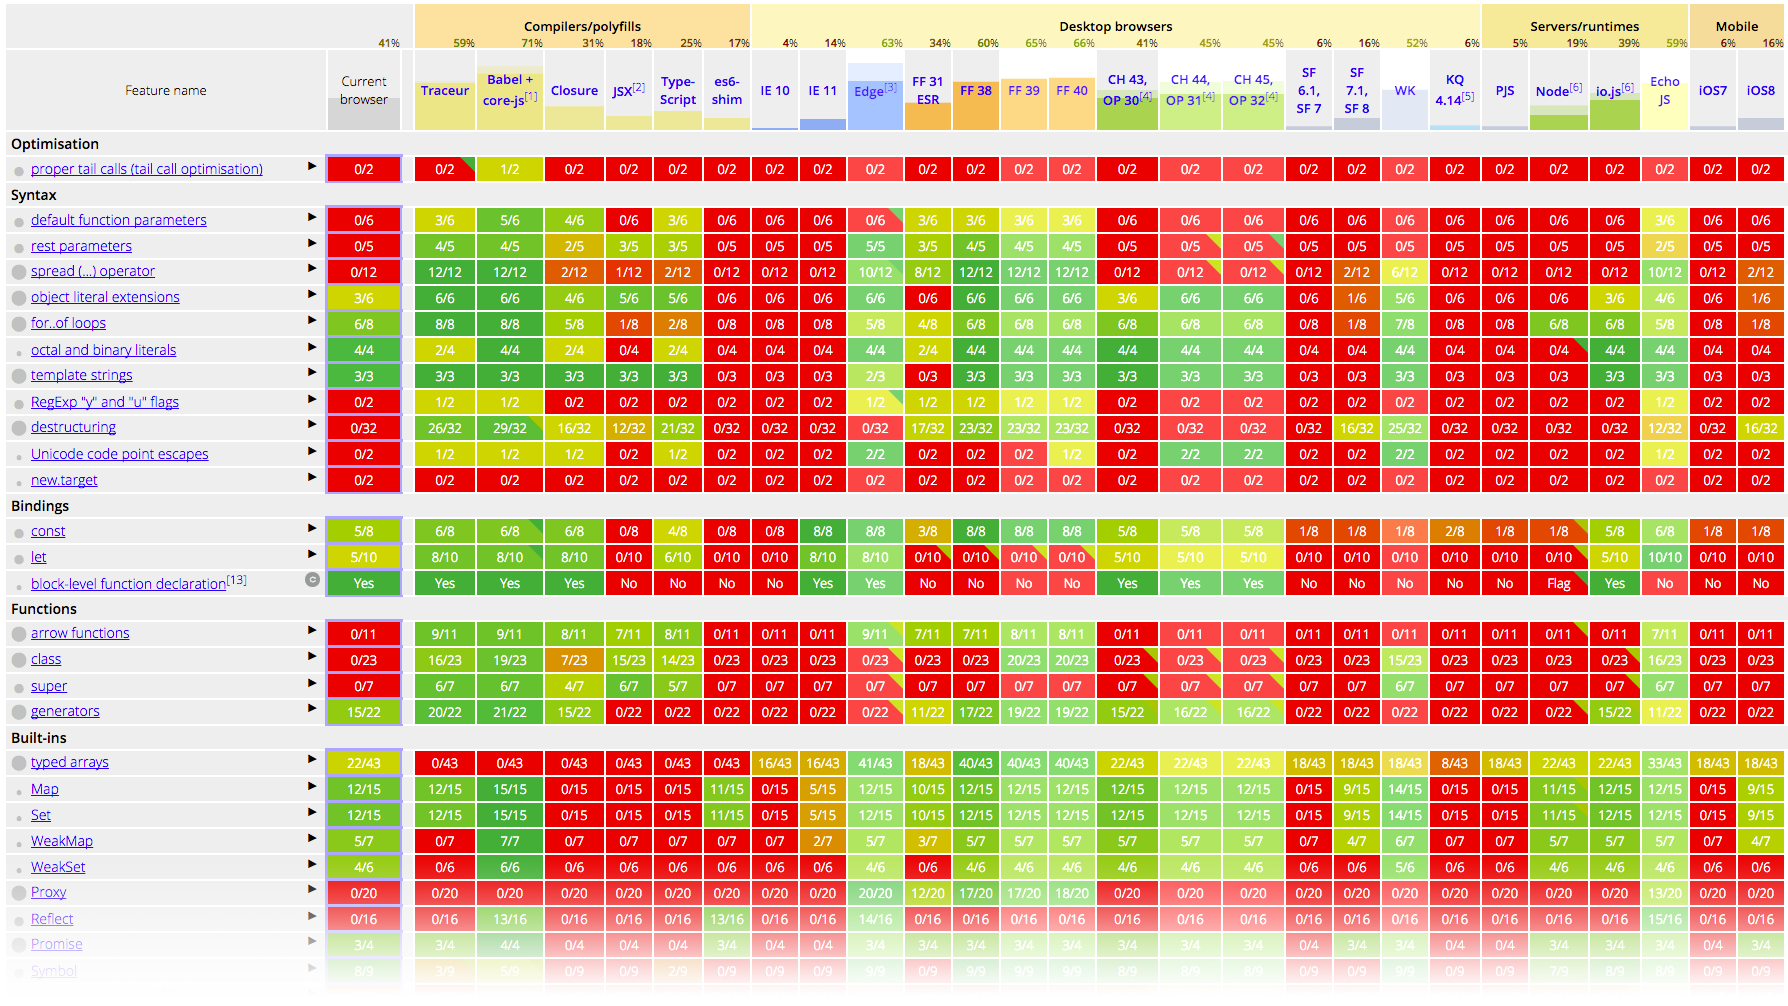 Compilers/polyfills Desktop browsers Servers/runtimes Mobile
41% 59% 71% 31% 18% 25% 17% 4% 14% 63% 34% 60% 65% 66% 41% 45% 45% 6% 16% 52% 6% 5% 19% 39% 59% 6% 16%
Feature name Current browser Traceur Babel + core-js[1] Closure JSX[2] Type-Script es6-shim IE 10 IE 11 Edge[3] FF 31 ESR FF 38 FF 39 FF 40 CH 43, OP 30[4] CH 44, OP 31[4] CH 45, OP 32[4] SF 6.1, SF 7 SF 7.1, SF 8 WK KQ 4.14[5] PJS Node[6] io.js[6] Echo JS iOS7 iOS8
Optimisation
proper tail calls (tail call optimisation) ▶ 0/2 0/2 1/2 0/2 0/2 0/2 0/2 0/2 0/2 0/2 0/2 0/2 0/2 0/2 0/2 0/2 0/2 0/2 0/2 0/2 0/2 0/2 0/2 0/2 0/2 0/2 0/2
Syntax
default function parameters ▶ 0/6 3/6 5/6 4/6 0/6 3/6 0/6 0/6 0/6 0/6 3/6 3/6 3/6 3/6 0/6 0/6 0/6 0/6 0/6 0/6 0/6 0/6 0/6 0/6 3/6 0/6 0/6
rest parameters ▶ 0/5 4/5 4/5 2/5 3/5 3/5 0/5 0/5 0/5 5/5 3/5 4/5 4/5 4/5 0/5 0/5 0/5 0/5 0/5 0/5 0/5 0/5 0/5 0/5 2/5 0/5 0/5
spread (...) operator ▶ 0/12 12/12 12/12 2/12 1/12 2/12 0/12 0/12 0/12 10/12 8/12 12/12 12/12 12/12 0/12 0/12 0/12 0/12 2/12 6/12 0/12 0/12 0/12 0/12 10/12 0/12 2/12
object literal extensions ▶ 3/6 6/6 6/6 4/6 5/6 5/6 0/6 0/6 0/6 6/6 0/6 6/6 6/6 6/6 3/6 6/6 6/6 0/6 1/6 5/6 0/6 0/6 0/6 3/6 4/6 0/6 1/6
for..of loops ▶ 6/8 8/8 8/8 5/8 1/8 2/8 0/8 0/8 0/8 5/8 4/8 6/8 6/8 6/8 6/8 6/8 6/8 0/8 1/8 7/8 0/8 0/8 6/8 6/8 5/8 0/8 1/8
octal and binary literals ▶ 4/4 2/4 4/4 2/4 0/4 2/4 0/4 0/4 0/4 4/4 2/4 4/4 4/4 4/4 4/4 4/4 4/4 0/4 0/4 4/4 0/4 0/4 0/4 4/4 4/4 0/4 0/4
template strings ▶ 3/3 3/3 3/3 3/3 3/3 3/3 0/3 0/3 0/3 2/3 0/3 3/3 3/3 3/3 3/3 3/3 3/3 0/3 0/3 3/3 0/3 0/3 0/3 3/3 3/3 0/3 0/3
RegExp "y" and "u" flags ▶ 0/2 1/2 1/2 0/2 0/2 0/2 0/2 0/2 0/2 1/2 1/2 1/2 1/2 1/2 0/2 0/2 0/2 0/2 0/2 0/2 0/2 0/2 0/2 0/2 1/2 0/2 0/2
destructuring ▶ 0/32 26/32 29/32 16/32 12/32 21/32 0/32 0/32 0/32 0/32 17/32 23/32 23/32 23/32 0/32 0/32 0/32 0/32 16/32 25/32 0/32 0/32 0/32 0/32 12/32 0/32 16/32
Unicode code point escapes ▶ 0/2 1/2 1/2 1/2 0/2 1/2 0/2 0/2 0/2 2/2 0/2 0/2 0/2 1/2 0/2 2/2 2/2 0/2 0/2 2/2 0/2 0/2 0/2 0/2 1/2 0/2 0/2
new.target ▶ 0/2 0/2 0/2 0/2 0/2 0/2 0/2 0/2 0/2 0/2 0/2 0/2 0/2 0/2 0/2 0/2 0/2 0/2 0/2 0/2 0/2 0/2 0/2 0/2 0/2 0/2 0/2
Bindings
const ▶ 5/8 6/8 6/8 6/8 0/8 4/8 0/8 0/8 8/8 8/8 3/8 8/8 8/8 8/8 5/8 5/8 5/8 1/8 1/8 1/8 2/8 1/8 1/8 5/8 6/8 1/8 1/8
let ▶ 5/10 8/10 8/10 8/10 0/10 6/10 0/10 0/10 8/10 8/10 0/10 0/10 0/10 0/10 5/10 5/10 5/10 0/10 0/10 0/10 0/10 0/10 0/10 5/10 10/10 0/10 0/10
block-level function declaration[13] Yes Yes Yes Yes No No No No Yes Yes No No No No Yes Yes Yes No No No No No Flag Yes No No No
Functions
arrow functions ▶ 0/11 9/11 9/11 8/11 7/11 8/11 0/11 0/11 0/11 9/11 7/11 7/11 8/11 8/11 0/11 0/11 0/11 0/11 0/11 0/11 0/11 0/11 0/11 0/11 7/11 0/11 0/11
class ▶ 0/23 16/23 19/23 7/23 15/23 14/23 0/23 0/23 0/23 0/23 0/23 0/23 20/23 20/23 0/23 0/23 0/23 0/23 0/23 15/23 0/23 0/23 0/23 0/23 16/23 0/23 0/23
super ▶ 0/7 6/7 6/7 4/7 6/7 5/7 0/7 0/7 0/7 0/7 0/7 0/7 0/7 0/7 0/7 0/7 0/7 0/7 0/7 6/7 0/7 0/7 0/7 0/7 6/7 0/7 0/7
generators ▶ 15/22 20/22 21/22 15/22 0/22 0/22 0/22 0/22 0/22 0/22 11/22 17/22 19/22 19/22 15/22 16/22 16/22 0/22 0/22 0/22 0/22 0/22 0/22 15/22 11/22 0/22 0/22
Built-ins
typed arrays ▶ 22/43 0/43 0/43 0/43 0/43 0/43 0/43 16/43 16/43 41/43 18/43 40/43 40/43 40/43 22/43 22/43 22/43 18/43 18/43 18/43 8/43 18/43 22/43 22/43 33/43 18/43 18/43
Map ▶ 12/15 12/15 15/15 0/15 0/15 0/15 11/15 0/15 5/15 12/15 10/15 12/15 12/15 12/15 12/15 12/15 12/15 0/15 9/15 14/15 0/15 0/15 11/15 12/15 12/15 0/15 9/15
Set ▶ 12/15 12/15 15/15 0/15 0/15 0/15 11/15 0/15 5/15 12/15 10/15 12/15 12/15 12/15 12/15 12/15 12/15 0/15 9/15 14/15 0/15 0/15 11/15 12/15 12/15 0/15 9/15
WeakMap ▶ 5/7 0/7 7/7 0/7 0/7 0/7 0/7 0/7 2/7 5/7 3/7 5/7 5/7 5/7 5/7 5/7 5/7 0/7 4/7 6/7 0/7 0/7 5/7 5/7 5/7 0/7 4/7
WeakSet ▶ 4/6 0/6 6/6 0/6 0/6 0/6 0/6 0/6 0/6 4/6 0/6 4/6 4/6 4/6 4/6 4/6 4/6 0/6 0/6 5/6 0/6 0/6 4/6 4/6 4/6 0/6 0/6
Proxy ▶ 0/20 0/20 0/20 0/20 0/20 0/20 0/20 0/20 0/20 20/20 12/20 17/20 17/20 18/20 0/20 0/20 0/20 0/20 0/20 0/20 0/20 0/20 0/20 0/20 13/20 0/20 0/20
Reflect ▶ 0/16 0/16 13/16 0/16 0/16 0/16 13/16 0/16 0/16 14/16 0/16 0/16 0/16 0/16 0/16 0/16 0/16 0/16 0/16 0/16 0/16 0/16 0/16 0/16 15/16 0/16 0/16
Promise ▶ 3/4 3/4 4/4 0/4 0/4 0/4 3/4 0/4 0/4 3/4 3/4 3/4 3/4 3/4 3/4 3/4 3/4 0/4 3/4 3/4 0/4 0/4 3/4 3/4 3/4 0/4 3/4
Symbol ▶ 8/9 3/9 5/9 0/9 0/9 2/9 0/9 0/9 0/9 9/9 0/9 9/9 9/9 9/9 8/9 8/9 8/9 0/9 0/9 9/9 0/9 0/9 7/9 8/9 9/9 0/9 0/9